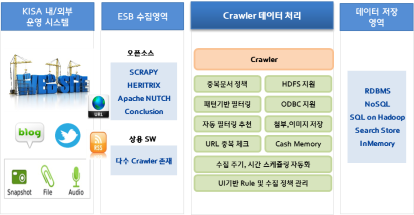 KISA 내/외부
운영 시스템
WEB SITE
blog
Snapshot
File
Audio
ESB 수집영역
오픈소스
SCRAPY
HERITRIX
Apache NUTCH
Conclusion
URL
RSS
상용 SW
다수 Crawler 존재
Crawler 데이터 처리
Crawler
중복문서 정책
HDFS 지원
패턴기반 필터링
ODBC 지원
자동 필터링 추천
첨부,이미지 저장
URL 중복 체크
Cash Memory
수집 주기, 시간 스케쥴링 자동화
UI기반 Rule 및 수집 정책 관리
데이터 저장
영역
RDBMS
NoSQL
SQL on Hadoop
Search Store
InMemory